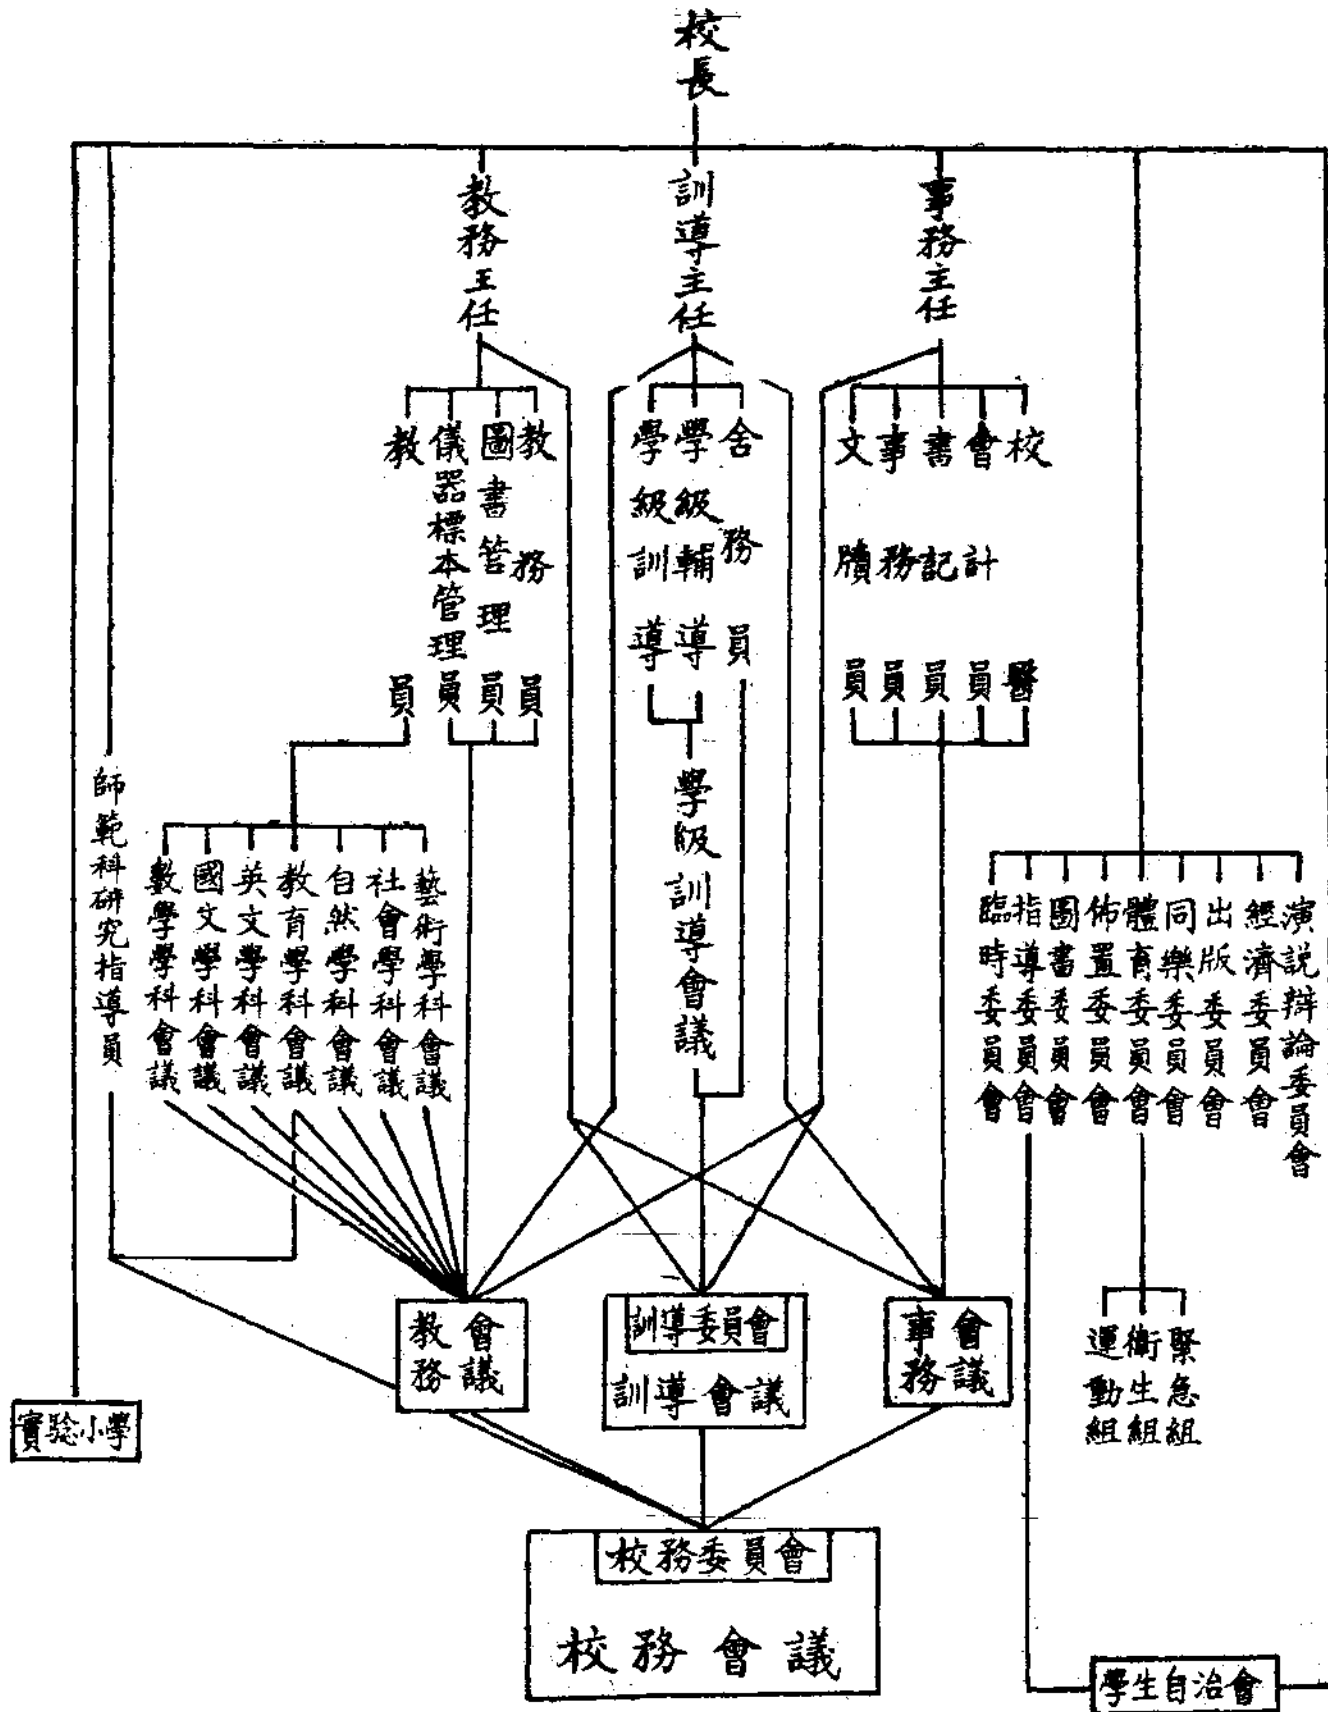 校長
教務主任
訓導主任
事務主任
教員
儀器標本管理員
圖書管理員
教務員
學級訓導
學級輔導
舍務員
文牘員
事務員
書記員
會計員
校醫
師範科研究指導員
數學學科會議
國文學科會議
英文學科會議
教育學科會議
自然學科會議
社會學科會議
藝術學科會議
學級訓導會議
臨時委員會
指導委員會
圖書委員會
佈置委員會
體育委員會
同樂委員會
出版委員會
經濟委員會
演説辯論委員會
教務會議
訓導委員會
訓導會議
事務會議
運動組
衛生組
緊急組
實驗小學
校務委員會
校務會議
學生自治會